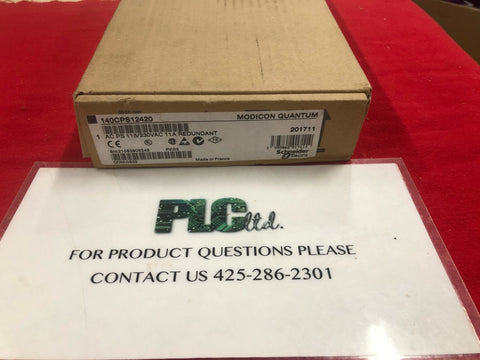 140CPS12420
MODICON QUANTUM
1 AC PS 115/230VAC 11A REDUNDANT
201711
CE
Made in France
Schneider
Electric
PLC ltd.
FOR PRODUCT QUESTIONS PLEASE
CONTACT US 425-286-2301